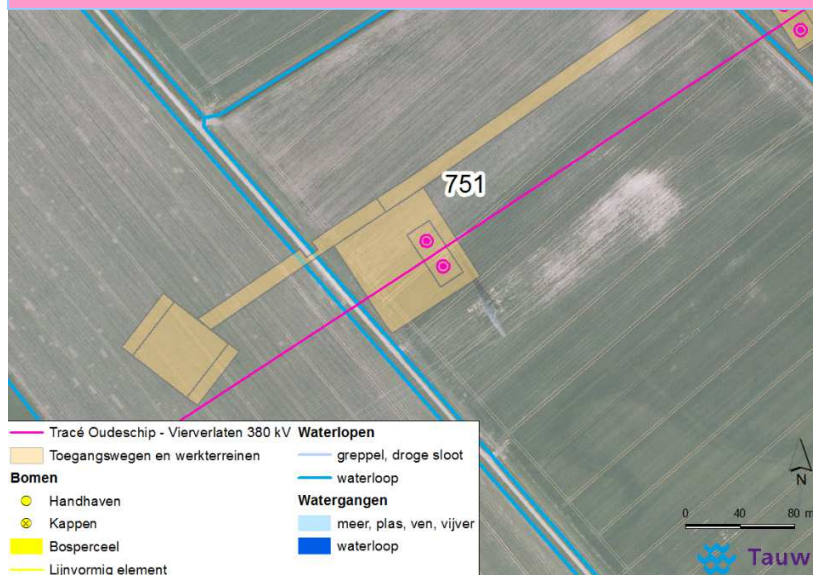 751
Tracé Oudeschip - Vierverlaten 380 kV
Toegangswegen en werkterreinen
Bomen
Handhaven
Kappen
Bosperceel
Lijnvormig element
Waterlopen
greppel, droge sloot
waterloop
Watergangen
meer, plas, ven, vijver
waterloop
N
0 40 80 m
Tauw